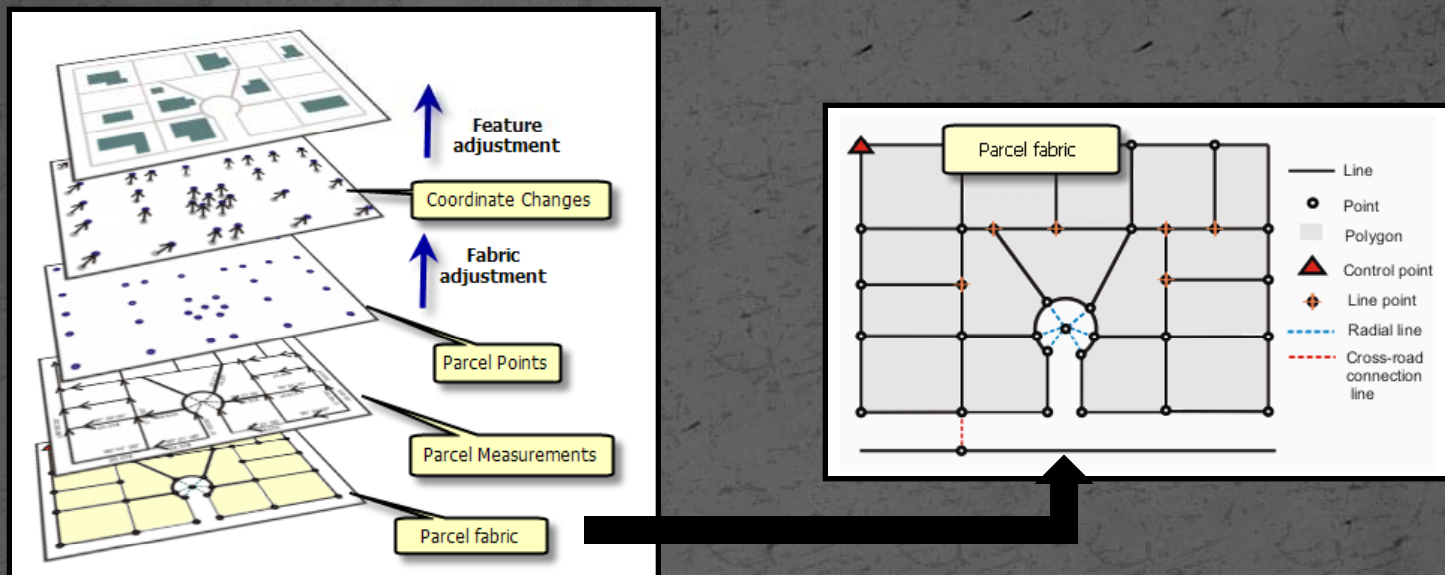 Feature
adjustment
Coordinate Changes
Fabric
adjustment
Parcel Points
Parcel Measurements
Parcel fabric
Parcel fabric
Line
Point
Polygon
Control point
Line point
Radial line
Cross-road
connection
line